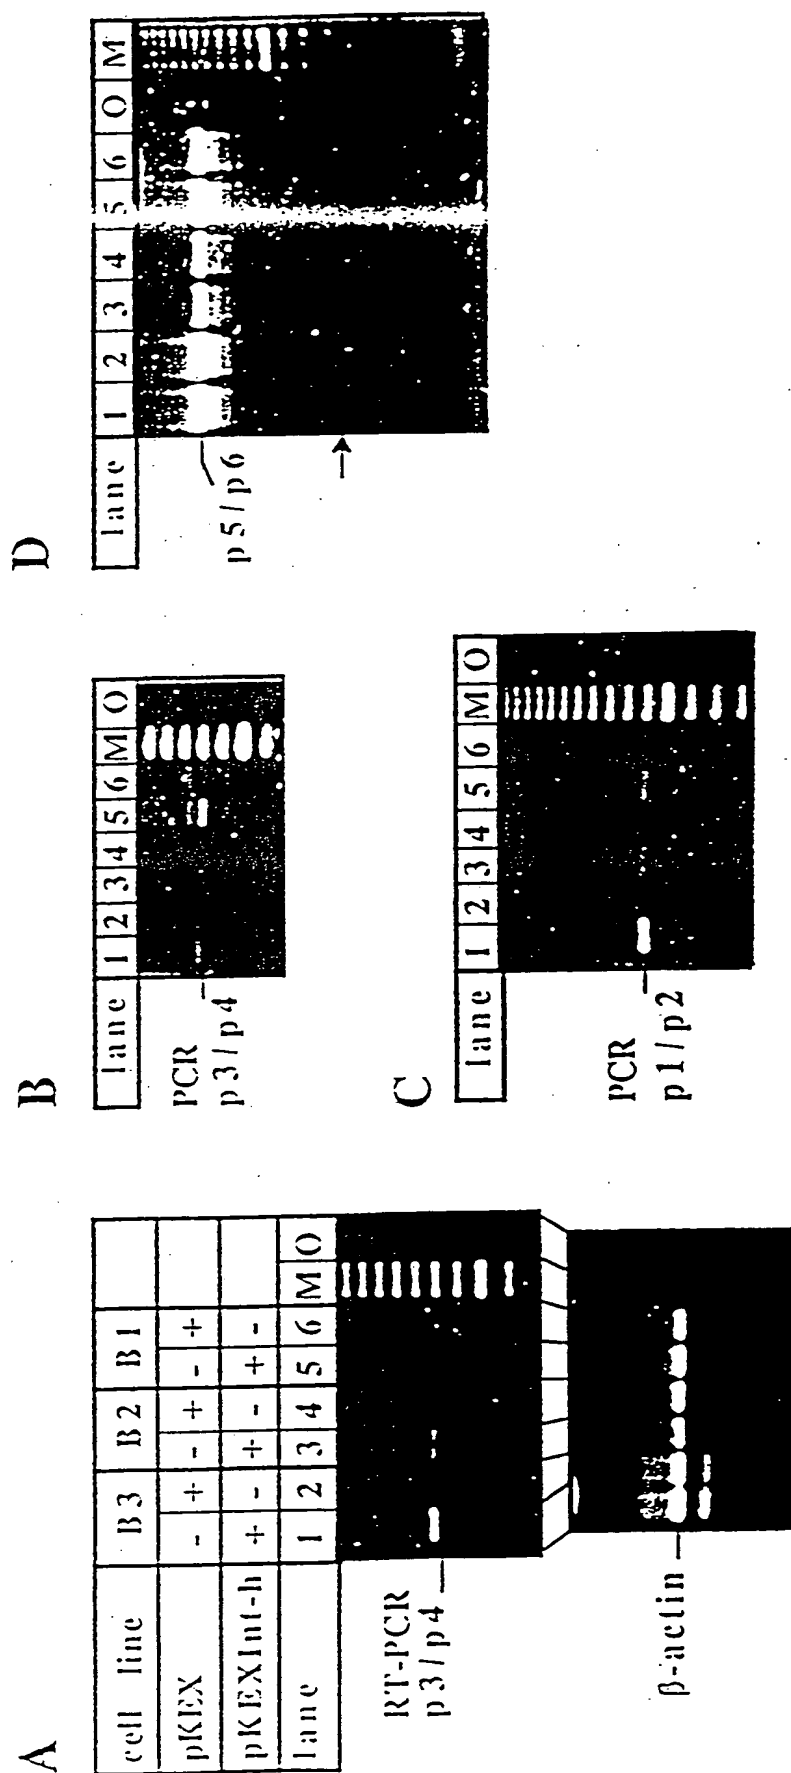 A
cell line B3 B2 B1
pKEX - + - + - +
pKEXInt-h + - + - + -
lane 1 2 3 4 5 6 M O
RT-PCR
p3/p4
β-actin
B
lane 1 2 3 4 5 6 M O
PCR
p3/p4
C
lane 1 2 3 4 5 6 M O
PCR
p1/p2
D
lane 1 2 3 4 5 6 O M
p5/p6